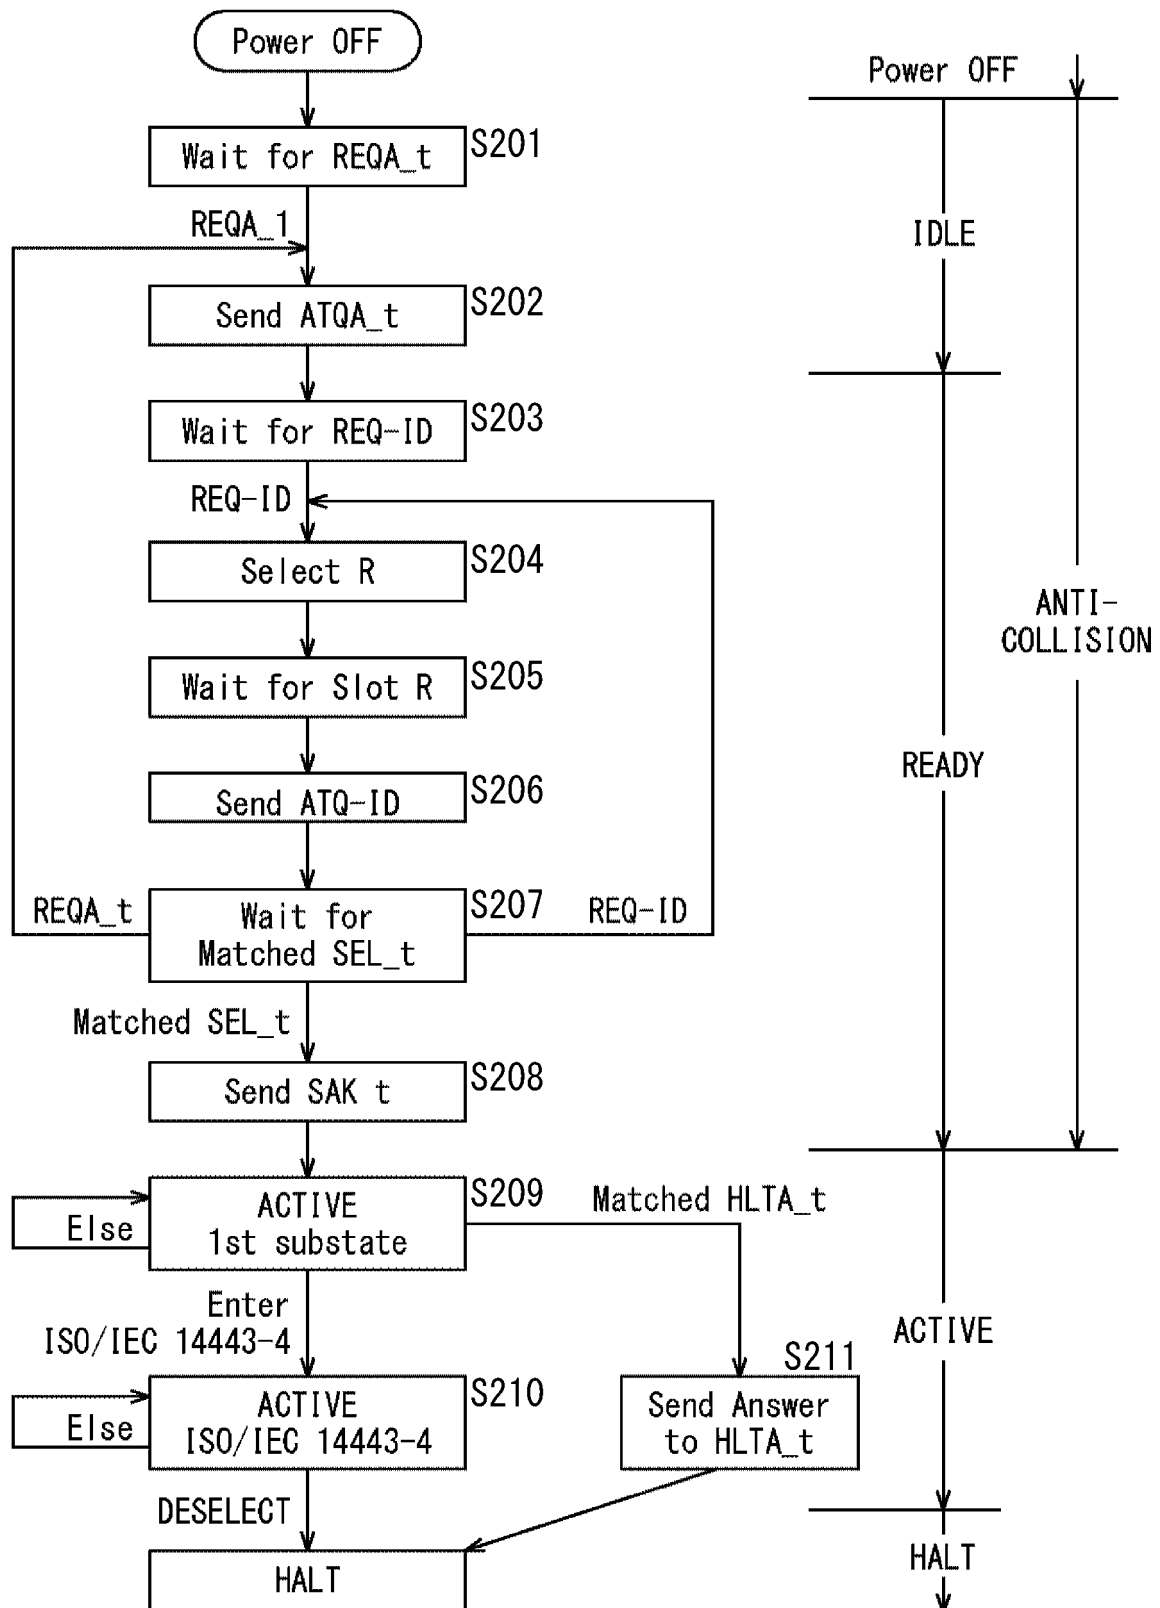 Power OFF
Wait for REQA_t
S201
REQA_1
Send ATQA_t
S202
Wait for REQ-ID
S203
REQ-ID
Select R
S204
Wait for Slot R
S205
Send ATQ-ID
S206
REQA_t
Wait for
Matched SEL_t
S207
REQ-ID
Matched SEL_t
Send SAK t
S208
Else
ACTIVE
1st substate
S209
Matched HLTA_t
Enter
ISO/IEC 14443-4
Else
ACTIVE
ISO/IEC 14443-4
S210
S211
Send Answer
to HLTA_t
DESELECT
HALT
Power OFF
IDLE
ANTI-
COLLISION
READY
ACTIVE
HALT